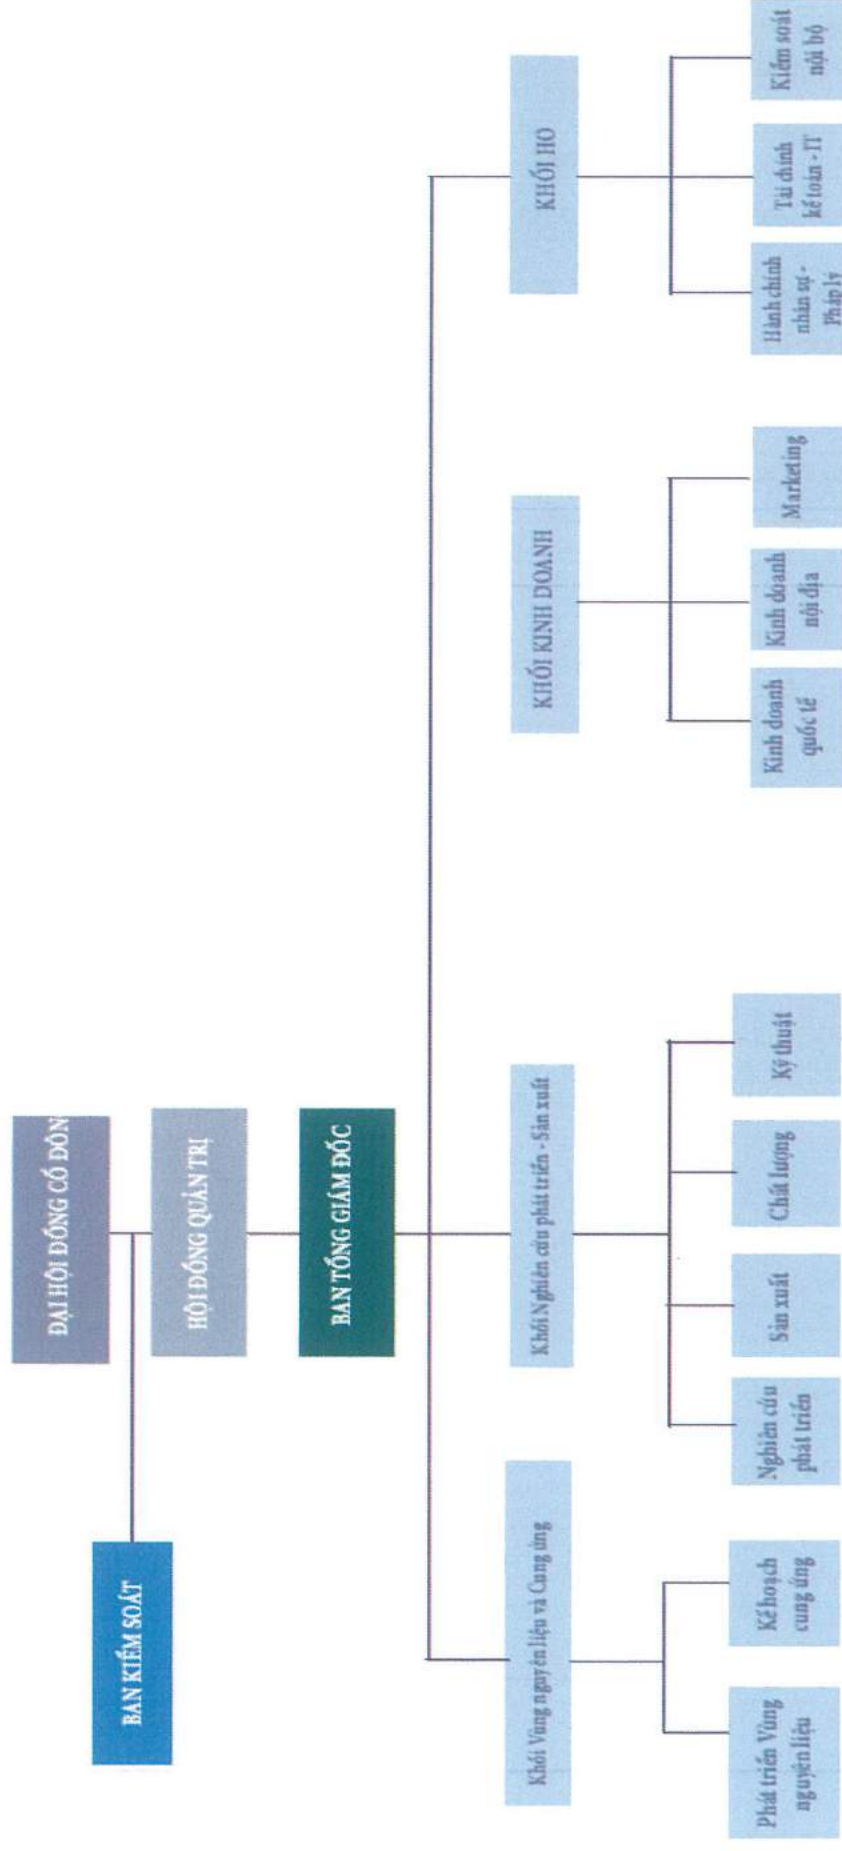 ĐẠI HỘI ĐỒNG CỔ ĐÔN
BAN KIỂM SOÁT
HỘI ĐỒNG QUẢN TRỊ
BAN TỔNG GIÁM ĐỐC
Khối Vùng nguyên liệu và Cung ứng
Khối Nghiên cứu phát triển - Sản xuất
KHỐI KINH DOANH
KHỐI HO
Phát triển Vùng
nguyên liệu
Kế hoạch
cung ứng
Nghiên cứu
phát triển
Sản xuất
Chất lượng
Kỹ thuật
Kinh doanh
quốc tế
Kinh doanh
nội địa
Marketing
Hành chính
nhân sự -
Pháp lý
Tài chính
kế toán - IT
Kiểm soát
nội bộ